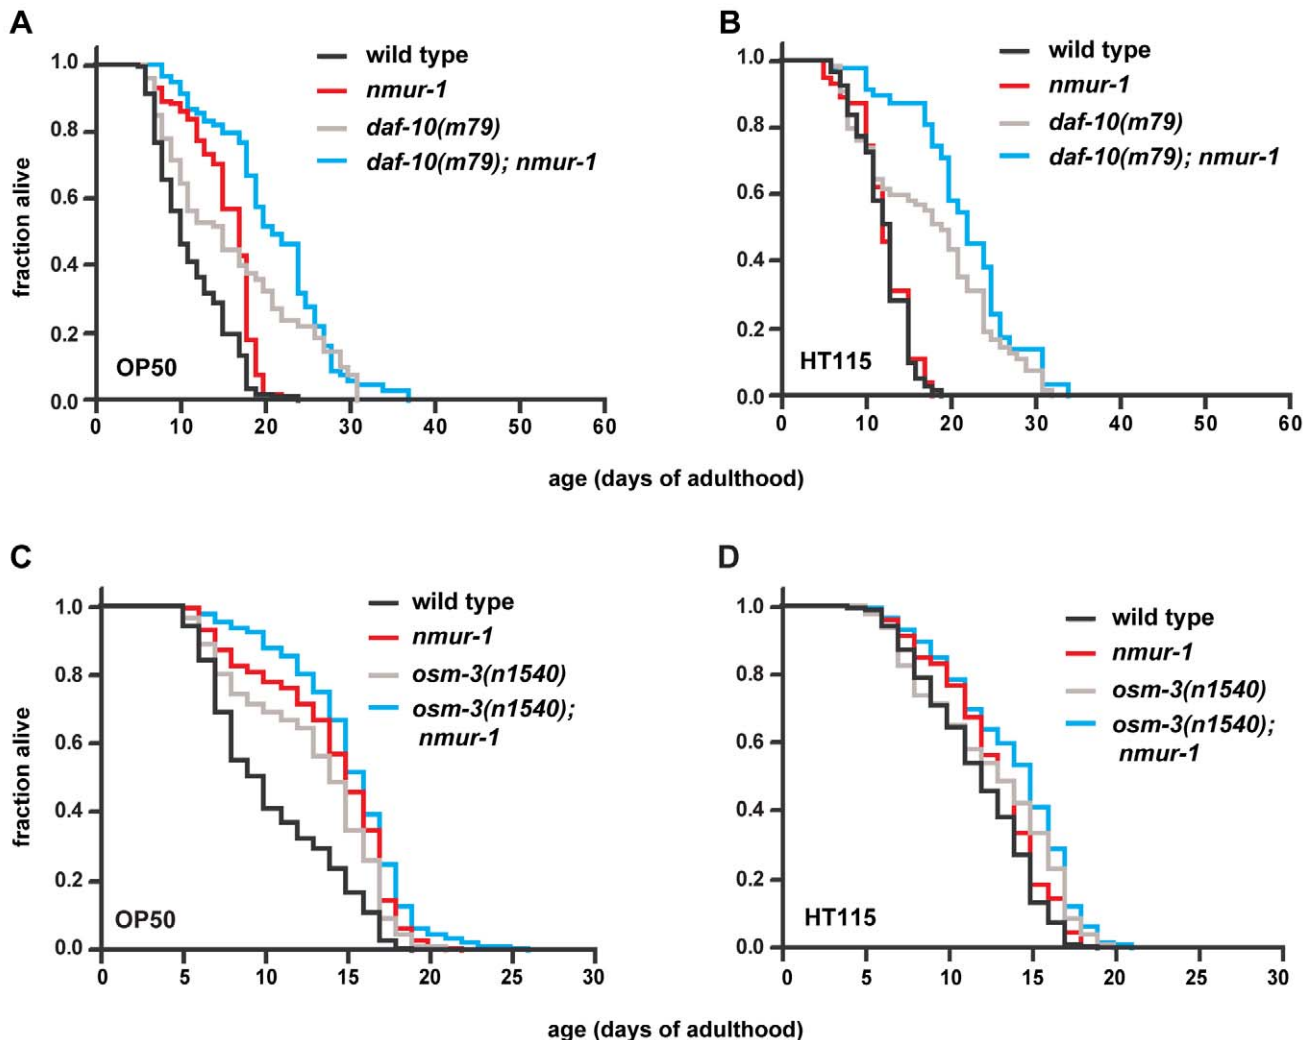 A
wild type
nmur-1
daf-10(m79)
daf-10(m79); nmur-1
fraction alive
1.0
0.8
0.6
0.4
0.2
0.0
OP50
0 10 20 30 40 50 60
B
wild type
nmur-1
daf-10(m79)
daf-10(m79); nmur-1
1.0
0.8
0.6
0.4
0.2
0.0
HT115
0 10 20 30 40 50 60
age (days of adulthood)
C
wild type
nmur-1
osm-3(n1540)
osm-3(n1540);
nmur-1
fraction alive
1.0
0.8
0.6
0.4
0.2
0.0
OP50
0 5 10 15 20 25 30
D
wild type
nmur-1
osm-3(n1540)
osm-3(n1540);
nmur-1
1.0
0.8
0.6
0.4
0.2
0.0
HT115
0 5 10 15 20 25 30
age (days of adulthood)